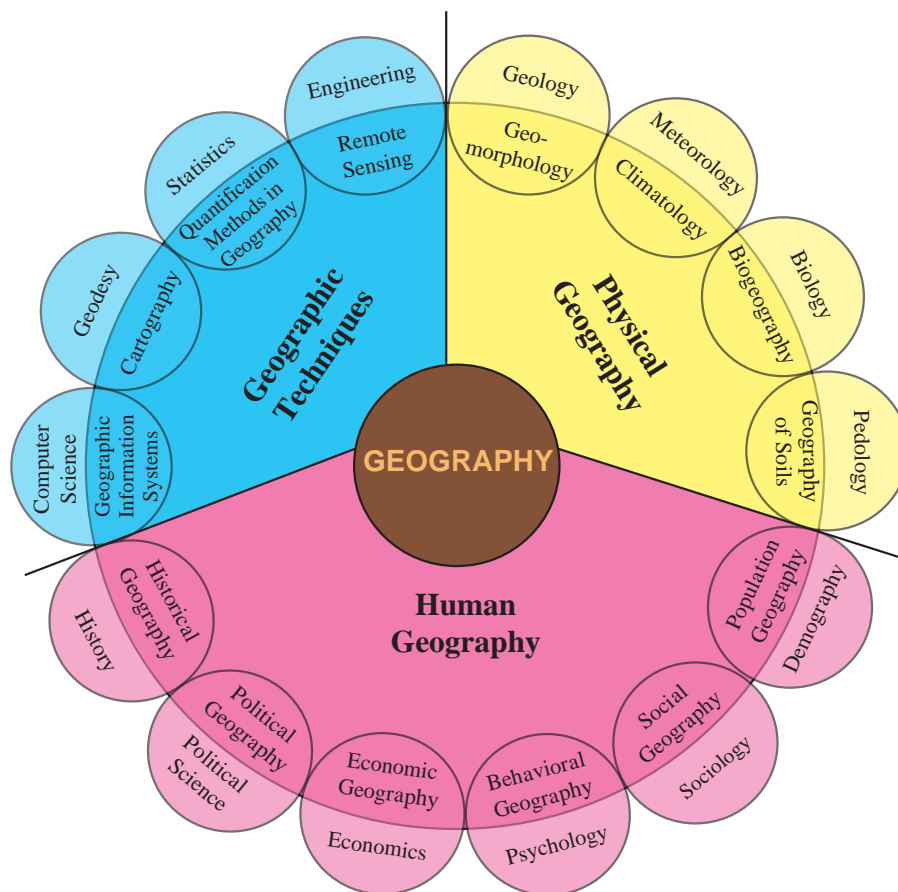 Engineering
Remote
Sensing
Geology
Geo-
morphology
Statistics
Quantification
Methods in
Geography
Meteorology
Climatology
Geodesy
Cartography
Biology
Biogeography
Geographic
Techniques
Physical
Geography
Computer
Science
Geographic
Information
Systems
GEOGRAPHY
Geography
of Soils
Pedology
History
Historical
Geography
Human
Geography
Population
Geography
Demography
Political
Geography
Political
Science
Social
Geography
Sociology
Economic
Geography
Economics
Behavioral
Geography
Psychology